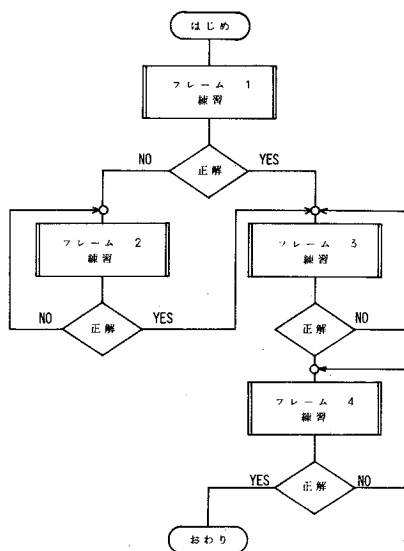 はじめ
フレーム 1
練習
NO
正解
YES
フレーム 2
練習
フレーム 3
練習
NO
正解
YES
正解
NO
フレーム 4
練習
YES
正解
NO
おわり